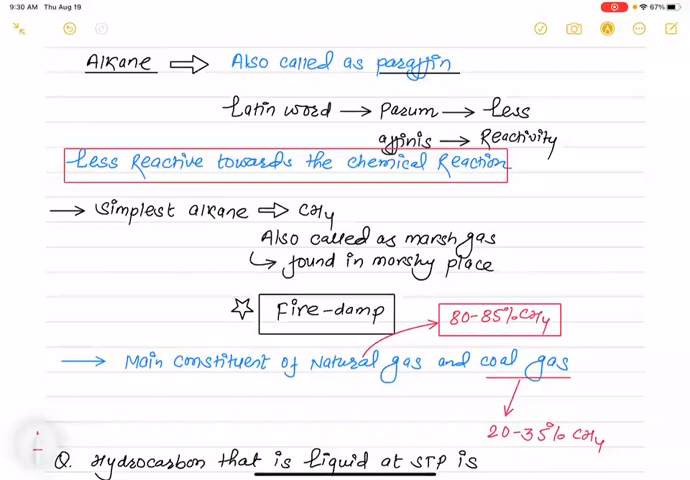 9:30 AM Thu Aug 19
67%
Alkane ⇒ Also called as paraffin
Latin word → Parum → Less
affinis → Reactivity
Less Reactive towards the chemical Reaction
→ Simplest alkane ⇒ CH4
Also called as marsh gas
↳ found in marshy place
☆ Fire-damp
80-85% CH4
→ Main constituent of Natural gas and coal gas
20-35% CH4
Q. Hydrocarbon that is liquid at STP is